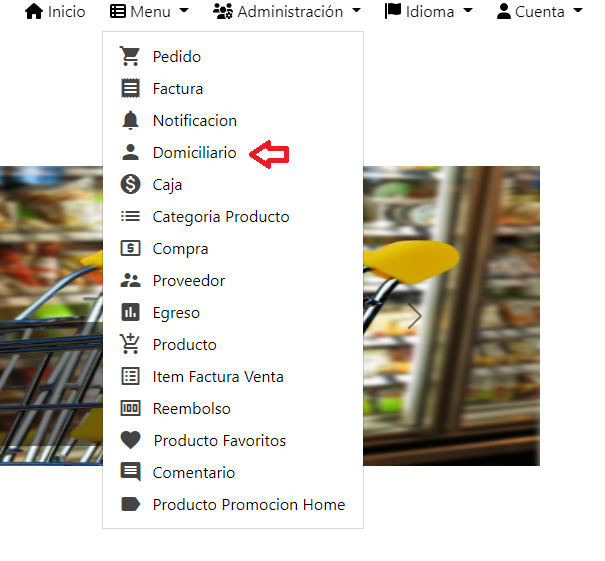 Inicio Menu Administración Idioma Cuenta
Pedido
Factura
Notificacion
Domiciliario
Caja
Categoria Producto
Compra
Proveedor
Egreso
Producto
Item Factura Venta
Reembolso
Producto Favoritos
Comentario
Producto Promocion Home